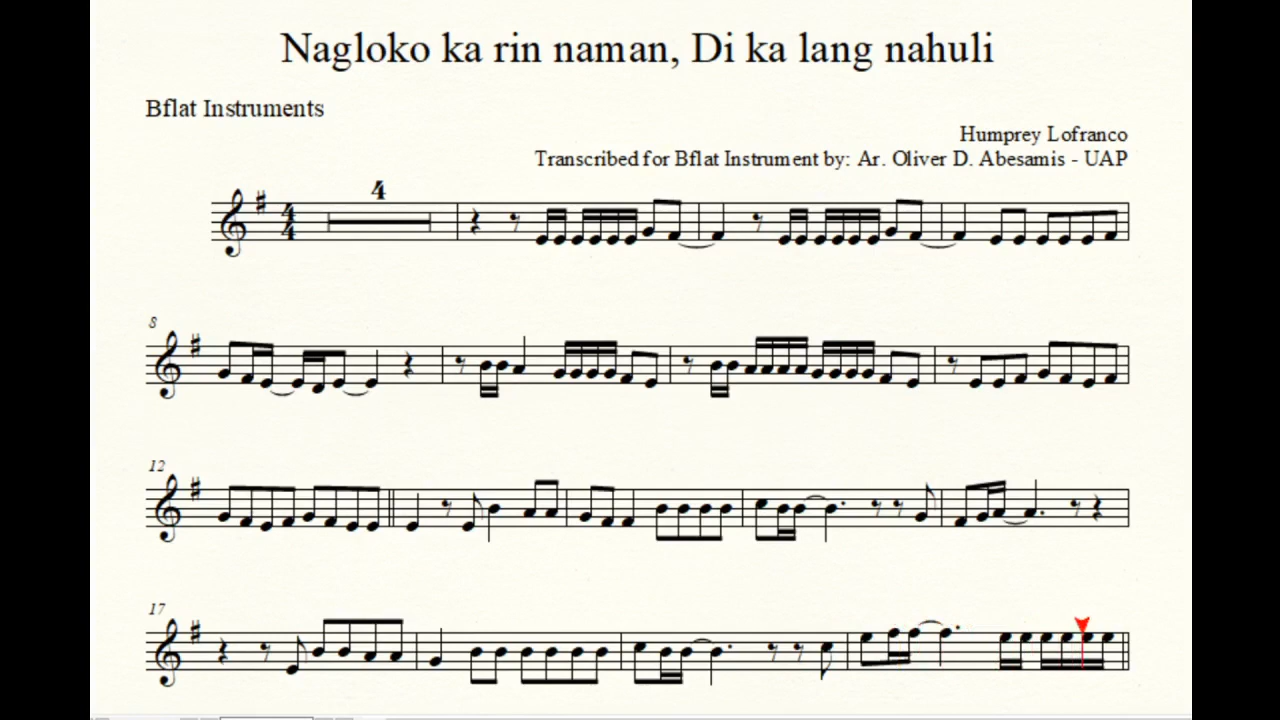 Nagloko ka rin naman, Di ka lang nahuli
Bflat Instruments
Humprey Lofranco
Transcribed for Bflat Instrument by: Ar. Oliver D. Abesamis - UAP
4
4
4
8
12
17